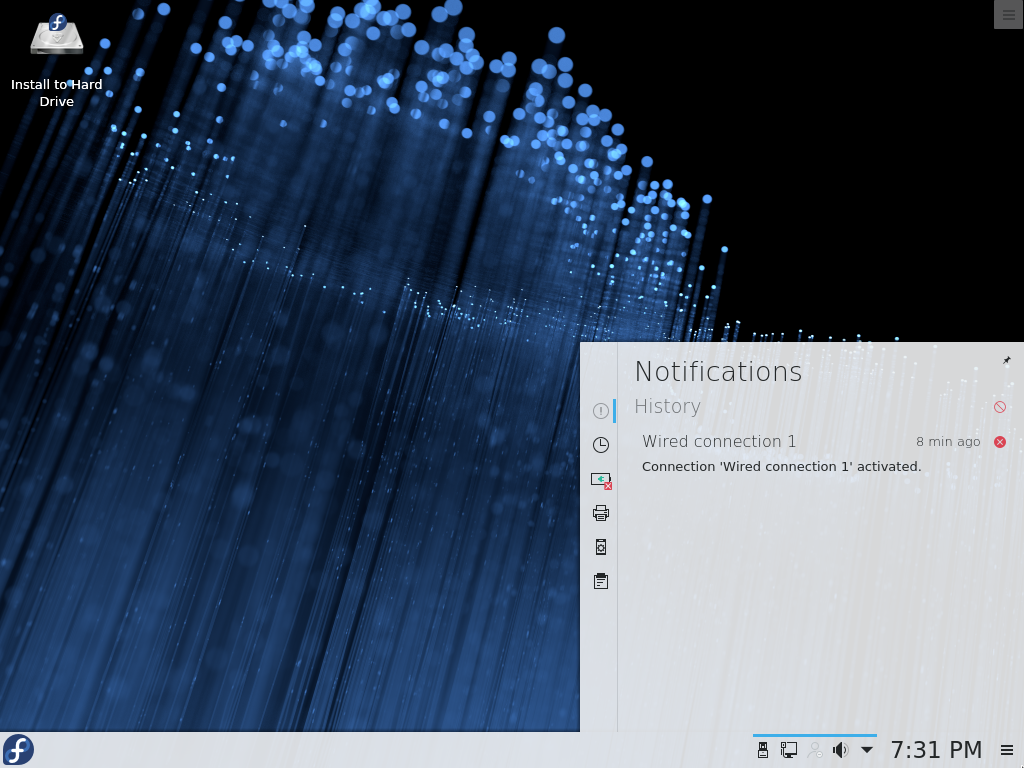 Install to Hard
Drive
Notifications
History
Wired connection 1 8 min ago
Connection 'Wired connection 1' activated.
7:31 PM